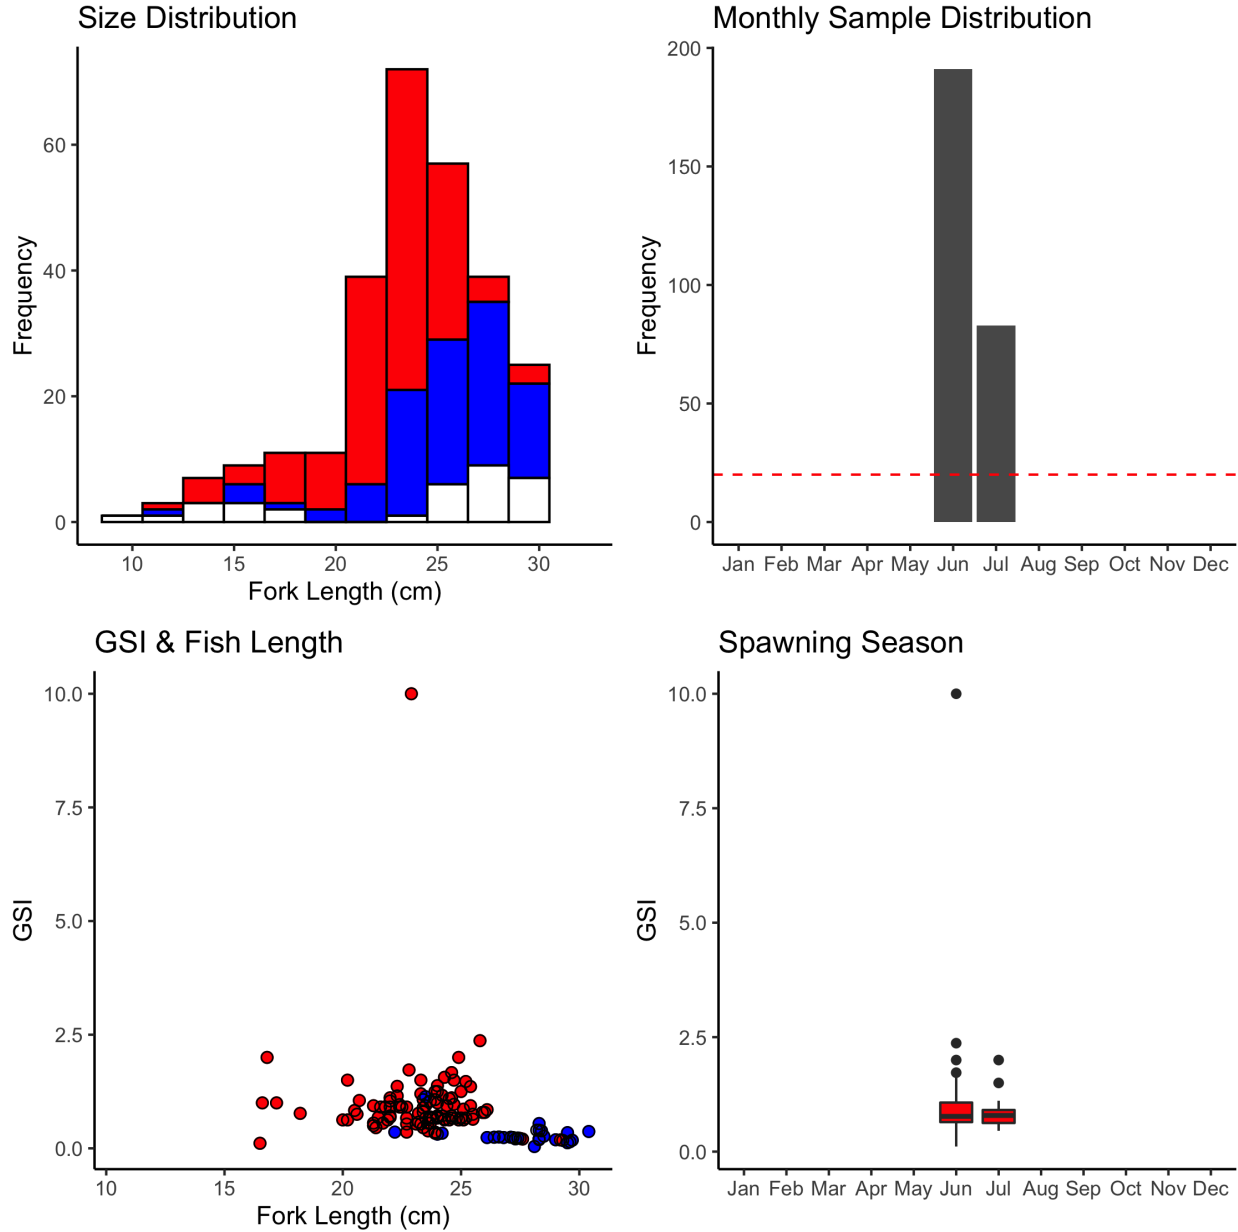 Size Distribution
60
40
20
0
Frequency
10 15 20 25 30
Fork Length (cm)
Monthly Sample Distribution
200
150
100
50
0
Frequency
Jan Feb Mar Apr May Jun Jul Aug Sep Oct Nov Dec
GSI & Fish Length
10.0
7.5
5.0
2.5
0.0
GSI
10 15 20 25 30
Fork Length (cm)
Spawning Season
10.0
7.5
5.0
2.5
0.0
GSI
Jan Feb Mar Apr May Jun Jul Aug Sep Oct Nov Dec